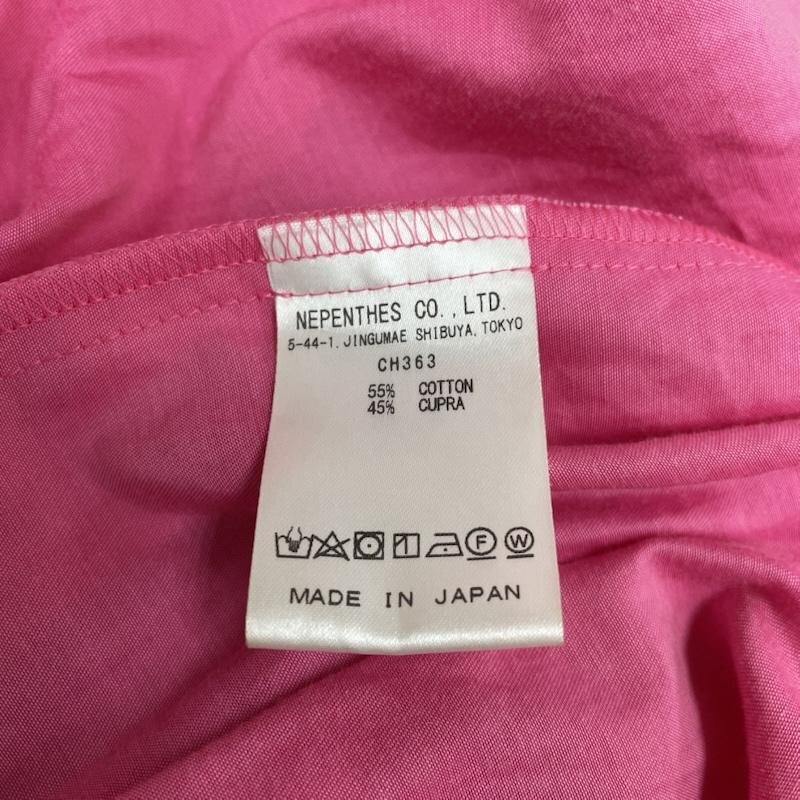 NEPENTHES CO., LTD.
5-44-1, JINGUMAE SHIBUYA, TOKYO
CH363
55% COTTON
45% CUPRA
F W
MADE IN JAPAN